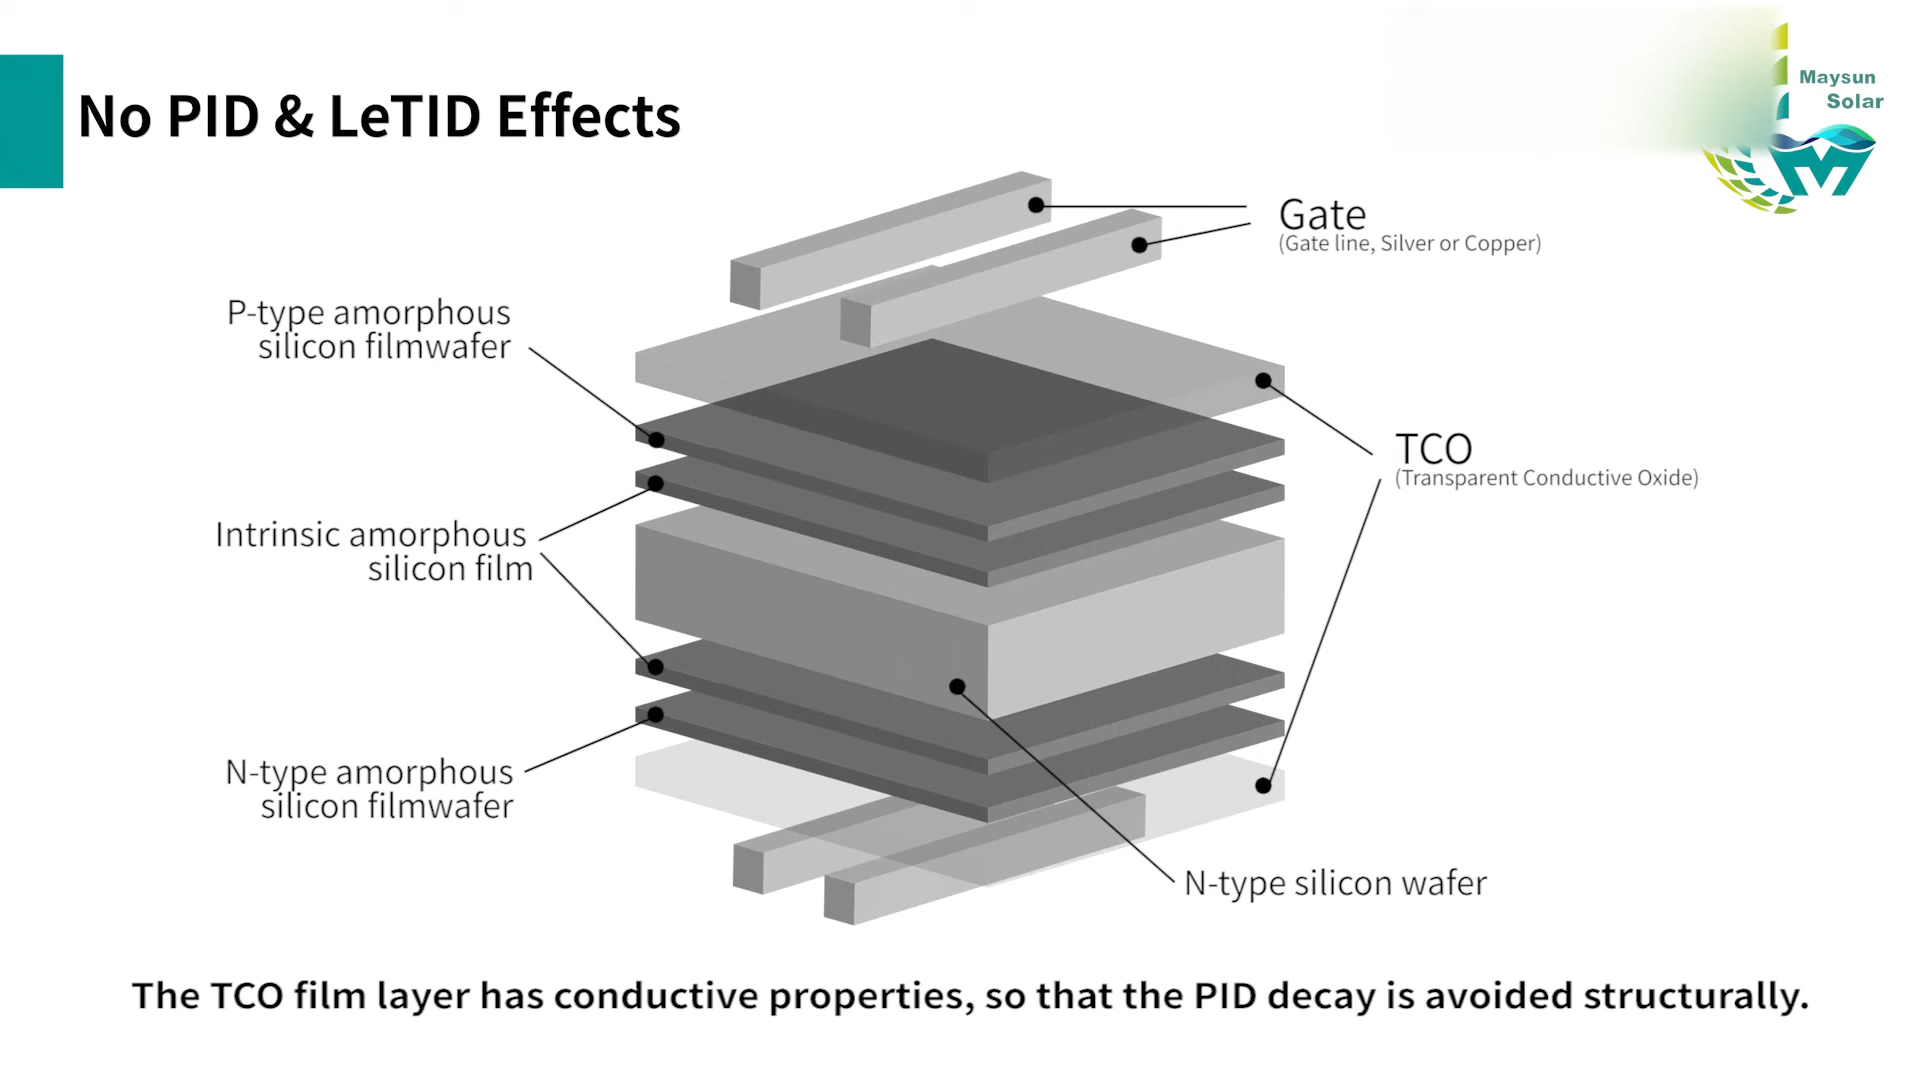 No PID & LeTID Effects
Maysun
Solar
Gate
(Gate line, Silver or Copper)
P-type amorphous
silicon filmwafer
TCO
(Transparent Conductive Oxide)
Intrinsic amorphous
silicon film
N-type amorphous
silicon filmwafer
N-type silicon wafer
The TCO film layer has conductive properties, so that the PID decay is avoided structurally.